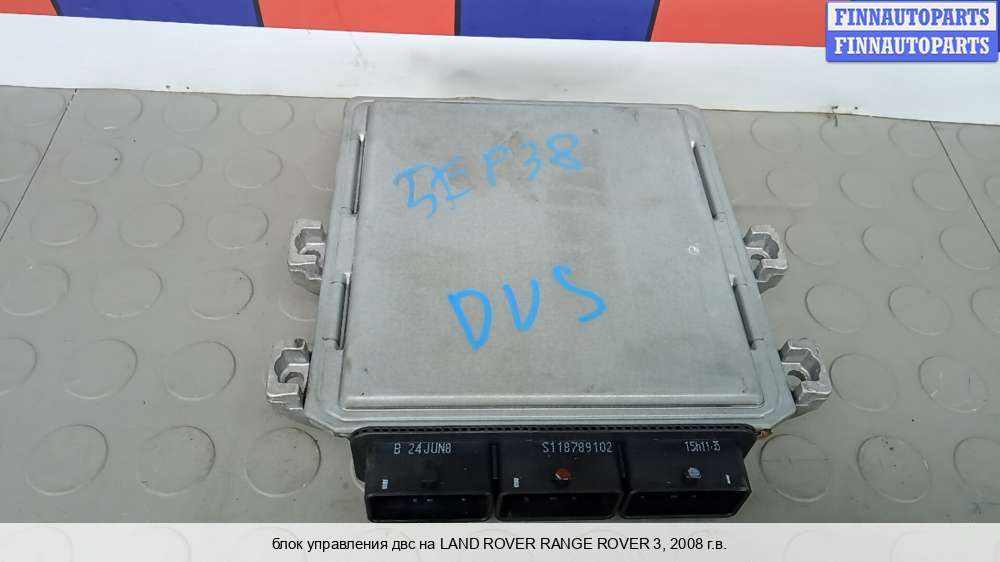 FINNAUTOPARTS
FINNAUTOPARTS
DVS
B 24JUN8
S118789102
блок управления двс на LAND ROVER RANGE ROVER 3, 2008 г.в.